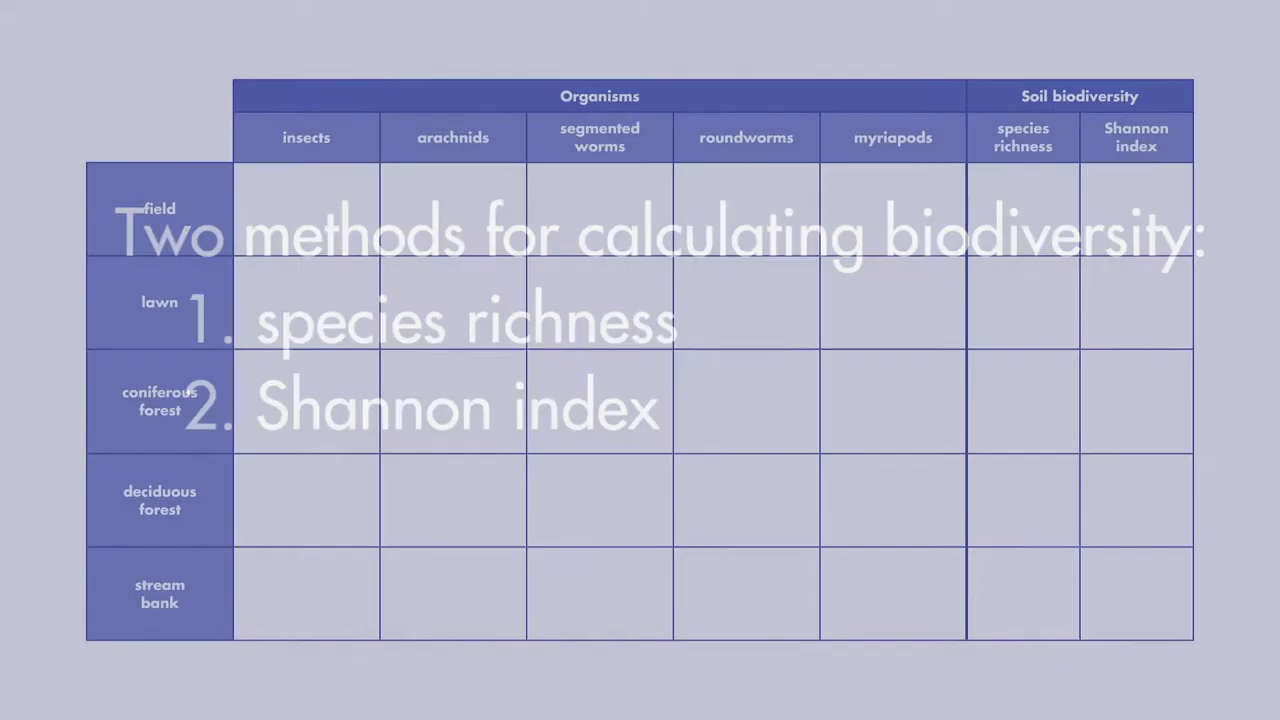 Organisms
Soil biodiversity
insects
arachnids
segmented
worms
roundworms
myriapods
species
richness
Shannon
index
field
Two methods for calculating biodiversity:
lawn
1. species richness
coniferous
forest
2. Shannon index
deciduous
forest
stream
bank